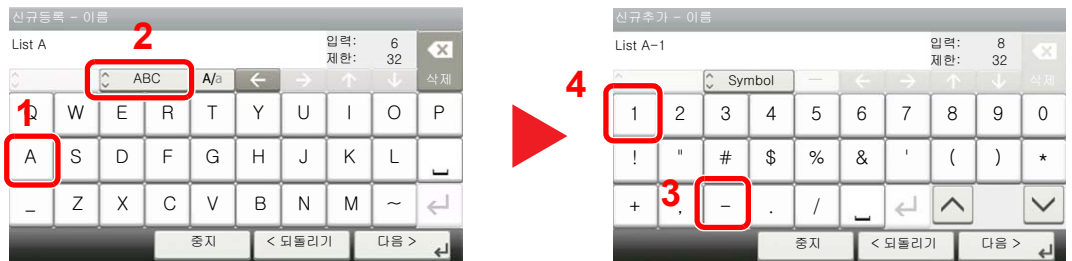 신규등록 - 이름
List A
입력: 6
제한: 32
2
ABC
A/a
삭제
1
Q W E R T Y U I O P
A S D F G H J K L
_ Z X C V B N M ~
중지 < 되돌리기 다음 >
신규추가 - 이름
List A-1
입력: 8
제한: 32
4
Symbol
삭제
1 2 3 4 5 6 7 8 9 0
! " # $ % & ' ( ) *
3
+ , - . /
중지 < 되돌리기 다음 >